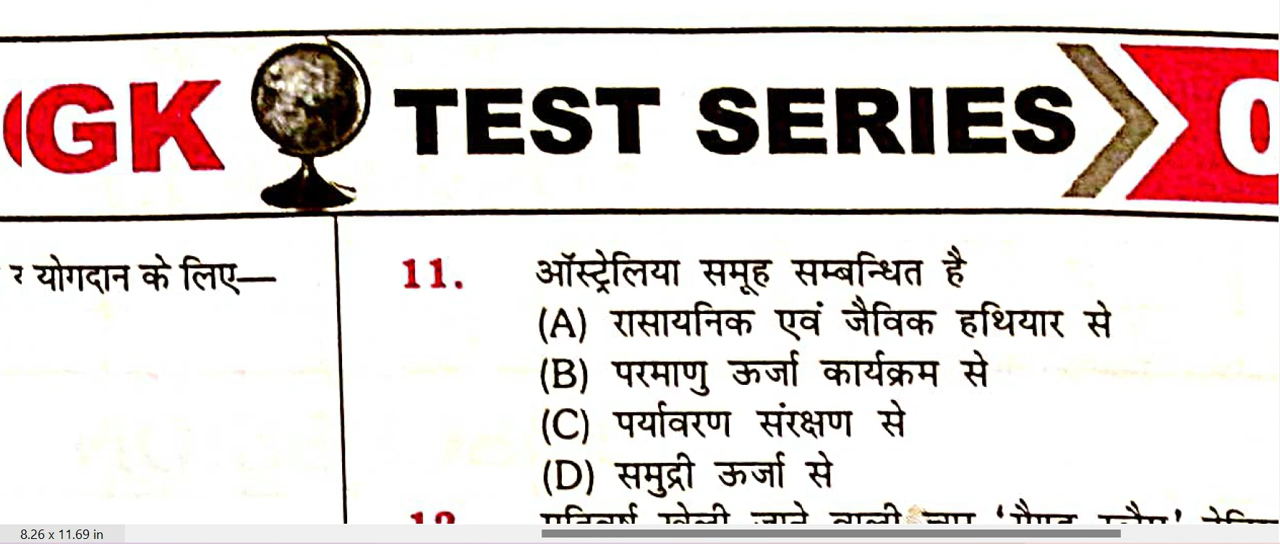 GK TEST SERIES
र योगदान के लिए—
11. ऑस्ट्रेलिया समूह सम्बन्धित है
(A) रासायनिक एवं जैविक हथियार से
(B) परमाणु ऊर्जा कार्यक्रम से
(C) पर्यावरण संरक्षण से
(D) समुद्री ऊर्जा से
8.26 x 11.69 in